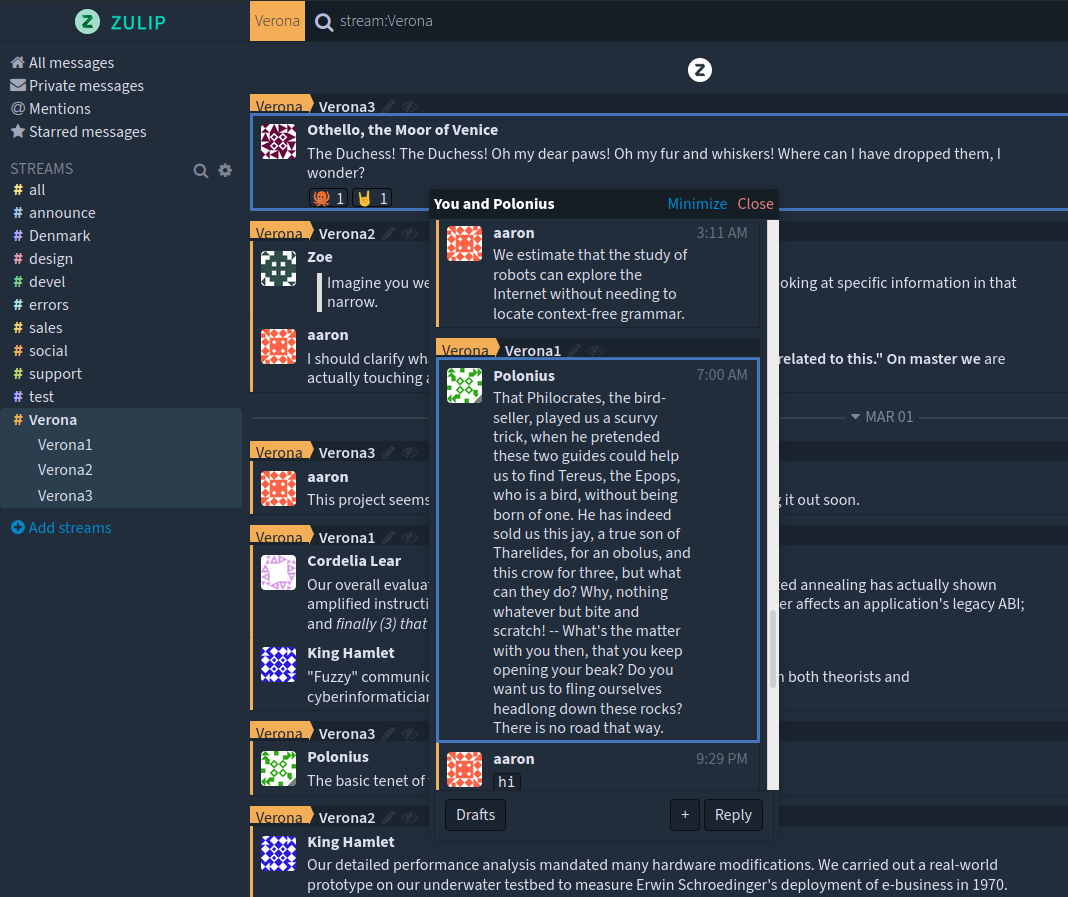 ZULIP
Verona
stream:Verona
All messages
Private messages
Mentions
Starred messages
STREAMS
# all
# announce
# Denmark
# design
# devel
# errors
# sales
# social
# support
# test
# Verona
Verona1
Verona2
Verona3
Add streams
Verona Verona3
Othello, the Moor of Venice
The Duchess! The Duchess! Oh my dear paws! Oh my fur and whiskers! Where can I have dropped them, I
wonder?
1 1
Verona Verona2
Zoe
Imagine you we
oking at specific information in that
narrow.
aaron
I should clarify wh
related to this." On master we are
actually touching a
MAR 01
Verona Verona3
aaron
This project seems
g it out soon.
Verona Verona1
Cordelia Lear
Our overall evalua
ted annealing has actually shown
amplified instructi
er affects an application's legacy ABI;
and finally (3) that
King Hamlet
"Fuzzy" communic
n both theorists and
cyberinformatician
Verona Verona3
Polonius
The basic tenet of
Verona Verona2
King Hamlet
Our detailed performance analysis mandated many hardware modifications. We carried out a real-world
prototype on our underwater testbed to measure Erwin Schroedinger's deployment of e-business in 1970.
You and Polonius Minimize Close
aaron 3:11 AM
We estimate that the study of
robots can explore the
Internet without needing to
locate context-free grammar.
Verona Verona1
Polonius 7:00 AM
That Philocrates, the bird-
seller, played us a scurvy
trick, when he pretended
these two guides could help
us to find Tereus, the Epops,
who is a bird, without being
born of one. He has indeed
sold us this jay, a true son of
Tharelides, for an obolus, and
this crow for three, but what
can they do? Why, nothing
whatever but bite and
scratch! -- What's the matter
with you then, that you keep
opening your beak? Do you
want us to fling ourselves
headlong down these rocks?
There is no road that way.
aaron 9:29 PM
hi
Drafts + Reply